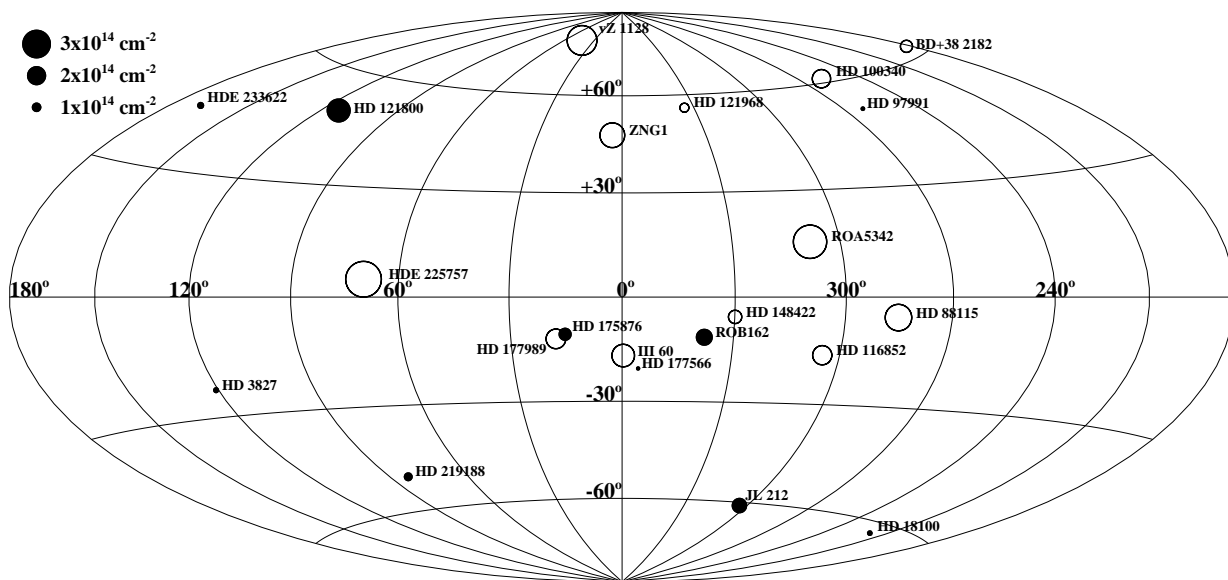 vZ 1128
3x10¹⁴ cm⁻²
BD+38 2182
2x10¹⁴ cm⁻²
HD 100340
+60°
HDE 233622
HD 121800
HD 121968
HD 97991
1x10¹⁴ cm⁻²
ZNG1
+30°
ROA5342
HDE 225757
180°
120°
60°
0°
300°
240°
HD 148422
HD 88115
HD 175876
ROB162
HD 177989
III 60
HD 116852
HD 177566
HD 3827
-30°
HD 219188
-60°
JL 212
HD 18100